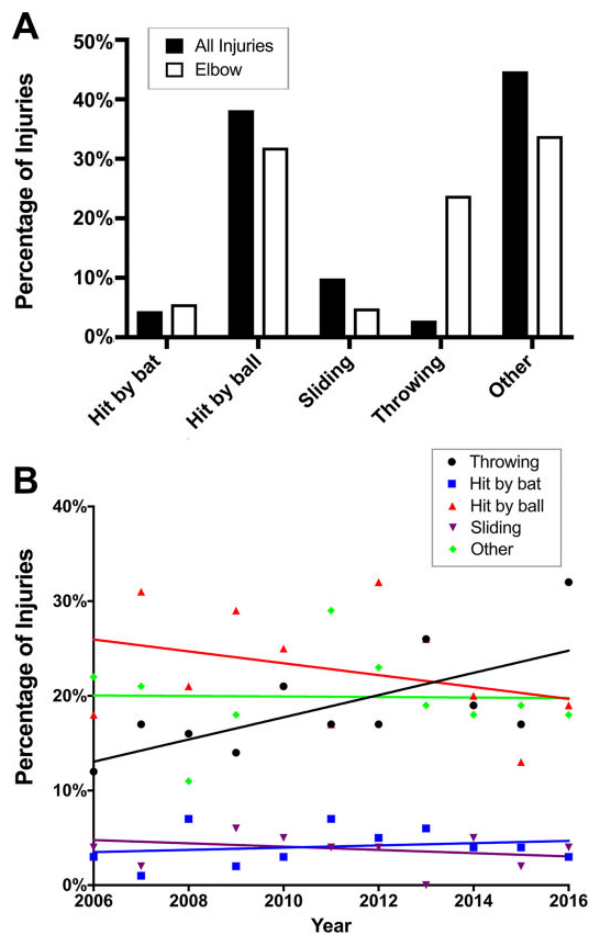 A
50%
40%
30%
20%
10%
0%
Percentage of Injuries
All Injuries
Elbow
Hit by bat
Hit by ball
Sliding
Throwing
Other
B
Throwing
Hit by bat
Hit by ball
Sliding
Other
40%
30%
20%
10%
0%
Percentage of Injuries
2006 2008 2010 2012 2014 2016
Year